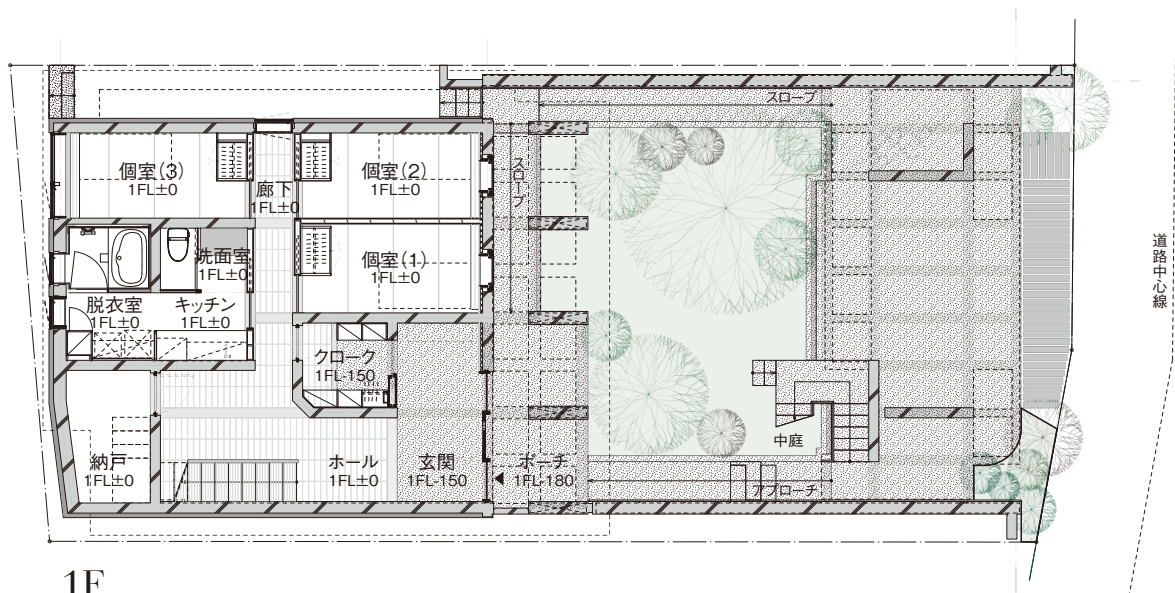 スロープ
個室(3)
1FL±0
廊下
1FL±0
個室(2)
1FL±0
スロープ
洗面室
1FL±0
個室(1)
1FL±0
道路中心線
脱衣室
1FL±0
キッチン
1FL±0
クローク
1FL-150
中庭
納戸
1FL±0
ホール
1FL±0
玄関
1FL-150
ポーチ
1FL-180
アプローチ
1F